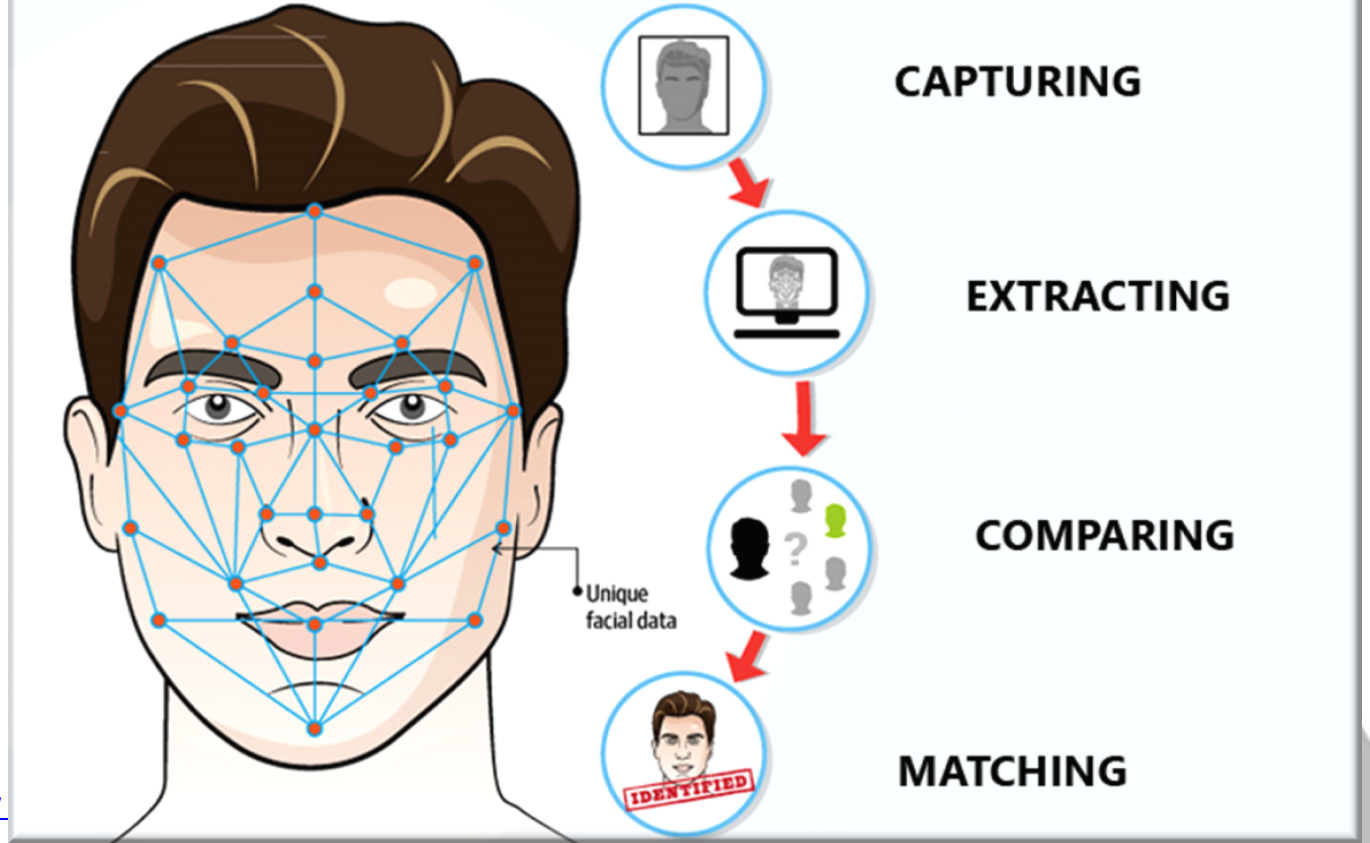 CAPTURING
EXTRACTING
?
COMPARING
Unique
facial data
MATCHING
IDENTIFIED